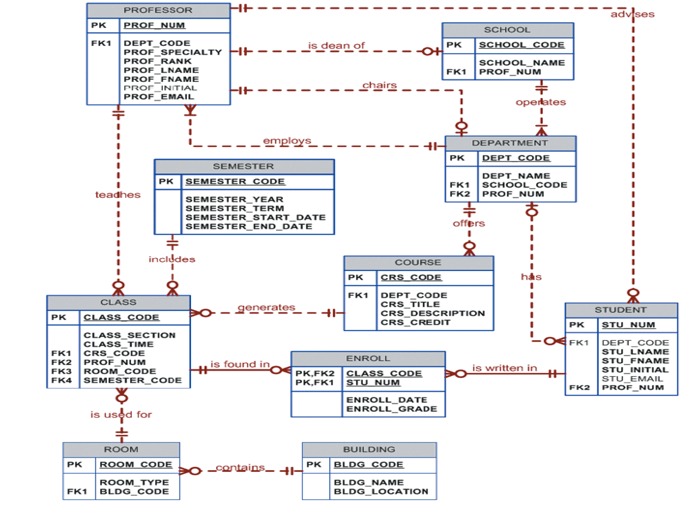 PROFESSOR
PK PROF_NUM
FK1 DEPT_CODE
PROF_SPECIALTY
PROF_RANK
PROF_LNAME
PROF_FNAME
PROF_INITIAL
PROF_EMAIL
advises
is dean of
SCHOOL
PK SCHOOL_CODE
SCHOOL_NAME
FK1 PROF_NUM
chairs
operates
employs
DEPARTMENT
PK DEPT_CODE
DEPT_NAME
FK1 SCHOOL_CODE
FK2 PROF_NUM
SEMESTER
PK SEMESTER_CODE
SEMESTER_YEAR
SEMESTER_TERM
SEMESTER_START_DATE
SEMESTER_END_DATE
teaches
offers
includes
has
COURSE
PK CRS_CODE
FK1 DEPT_CODE
CRS_TITLE
CRS_DESCRIPTION
CRS_CREDIT
generates
CLASS
PK CLASS_CODE
CLASS_SECTION
CLASS_TIME
FK1 CRS_CODE
FK2 PROF_NUM
FK3 ROOM_CODE
FK4 SEMESTER_CODE
STUDENT
PK STU_NUM
FK1 DEPT_CODE
STU_LNAME
STU_FNAME
STU_INITIAL
STU_EMAIL
FK2 PROF_NUM
is found in
ENROLL
PK,FK2 CLASS_CODE
PK,FK1 STU_NUM
ENROLL_DATE
ENROLL_GRADE
is written in
is used for
ROOM
PK ROOM_CODE
ROOM_TYPE
FK1 BLDG_CODE
contains
BUILDING
PK BLDG_CODE
BLDG_NAME
BLDG_LOCATION